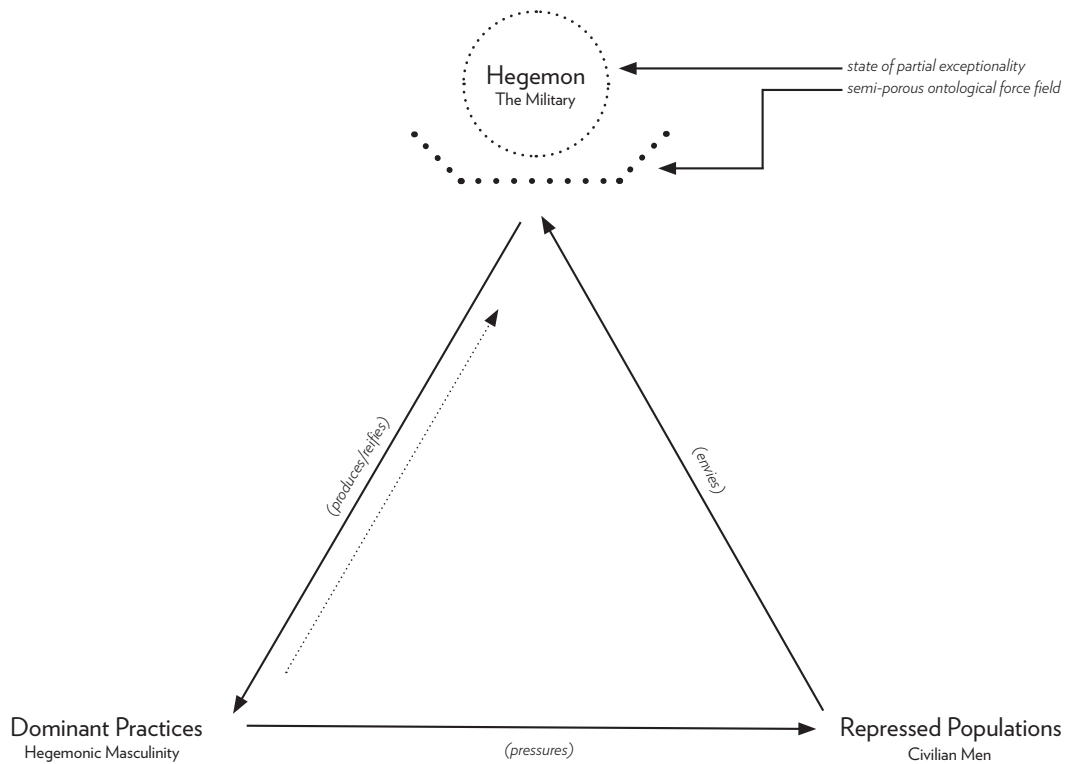 Hegemon
The Military
state of partial exceptionality
semi-porous ontological force field
(produces/reifies)
(envies)
Dominant Practices
Hegemonic Masculinity
(pressures)
Repressed Populations
Civilian Men